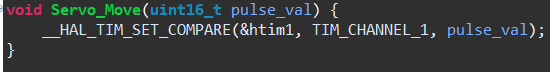 void Servo_Move(uint16_t pulse_val) {
    __HAL_TIM_SET_COMPARE(&htim1, TIM_CHANNEL_1, pulse_val);
}